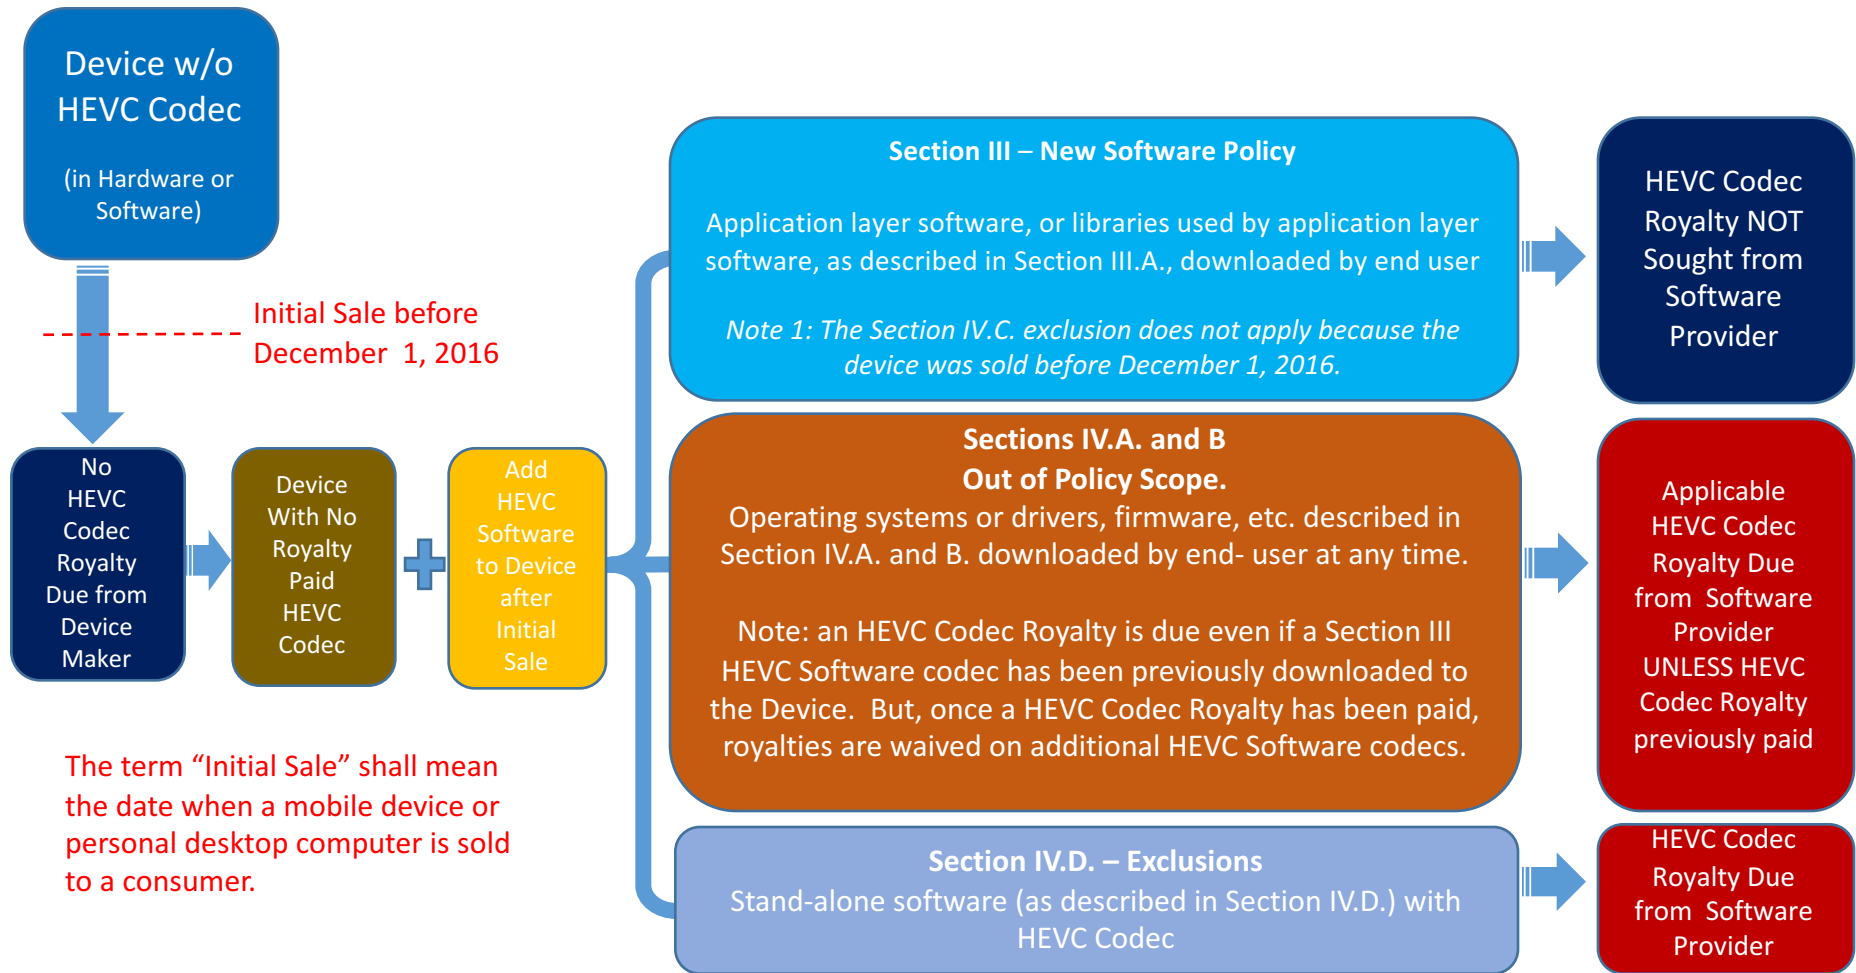 Device w/o
HEVC Codec
(in Hardware or
Software)
Initial Sale before
December 1, 2016
No
HEVC
Codec
Royalty
Due from
Device
Maker
Device
With No
Royalty
Paid
HEVC
Codec
Add
HEVC
Software
to Device
after
Initial
Sale
The term “Initial Sale” shall mean
the date when a mobile device or
personal desktop computer is sold
to a consumer.
Section III – New Software Policy
Application layer software, or libraries used by application layer
software, as described in Section III.A., downloaded by end user
Note 1: The Section IV.C. exclusion does not apply because the
device was sold before December 1, 2016.
HEVC Codec
Royalty NOT
Sought from
Software
Provider
Sections IV.A. and B
Out of Policy Scope.
Operating systems or drivers, firmware, etc. described in
Section IV.A. and B. downloaded by end- user at any time.
Note: an HEVC Codec Royalty is due even if a Section III
HEVC Software codec has been previously downloaded to
the Device. But, once a HEVC Codec Royalty has been paid,
royalties are waived on additional HEVC Software codecs.
Applicable
HEVC Codec
Royalty Due
from Software
Provider
UNLESS HEVC
Codec Royalty
previously paid
Section IV.D. – Exclusions
Stand-alone software (as described in Section IV.D.) with
HEVC Codec
HEVC Codec
Royalty Due
from Software
Provider